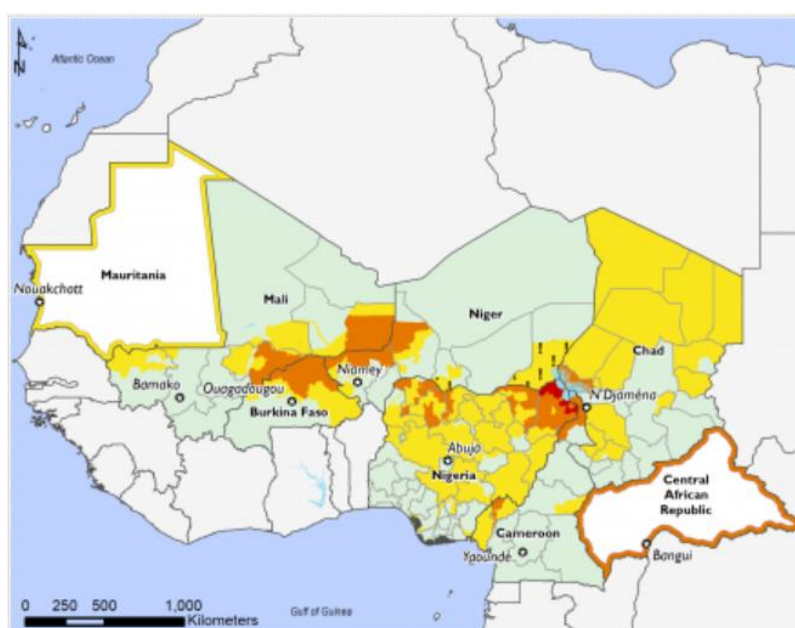 N
Atlantic Ocean
Mauritania
Nouakchott
Mali
Niger
Chad
Niamey
Bamako
Ouagadougou
N'Djaména
Burkina Faso
Abuja
Nigeria
Central
African
Republic
Cameroon
Yaoundé
Bangui
0 250 500 1,000
Kilometers
Gulf of Guinea
! ! ! ! !